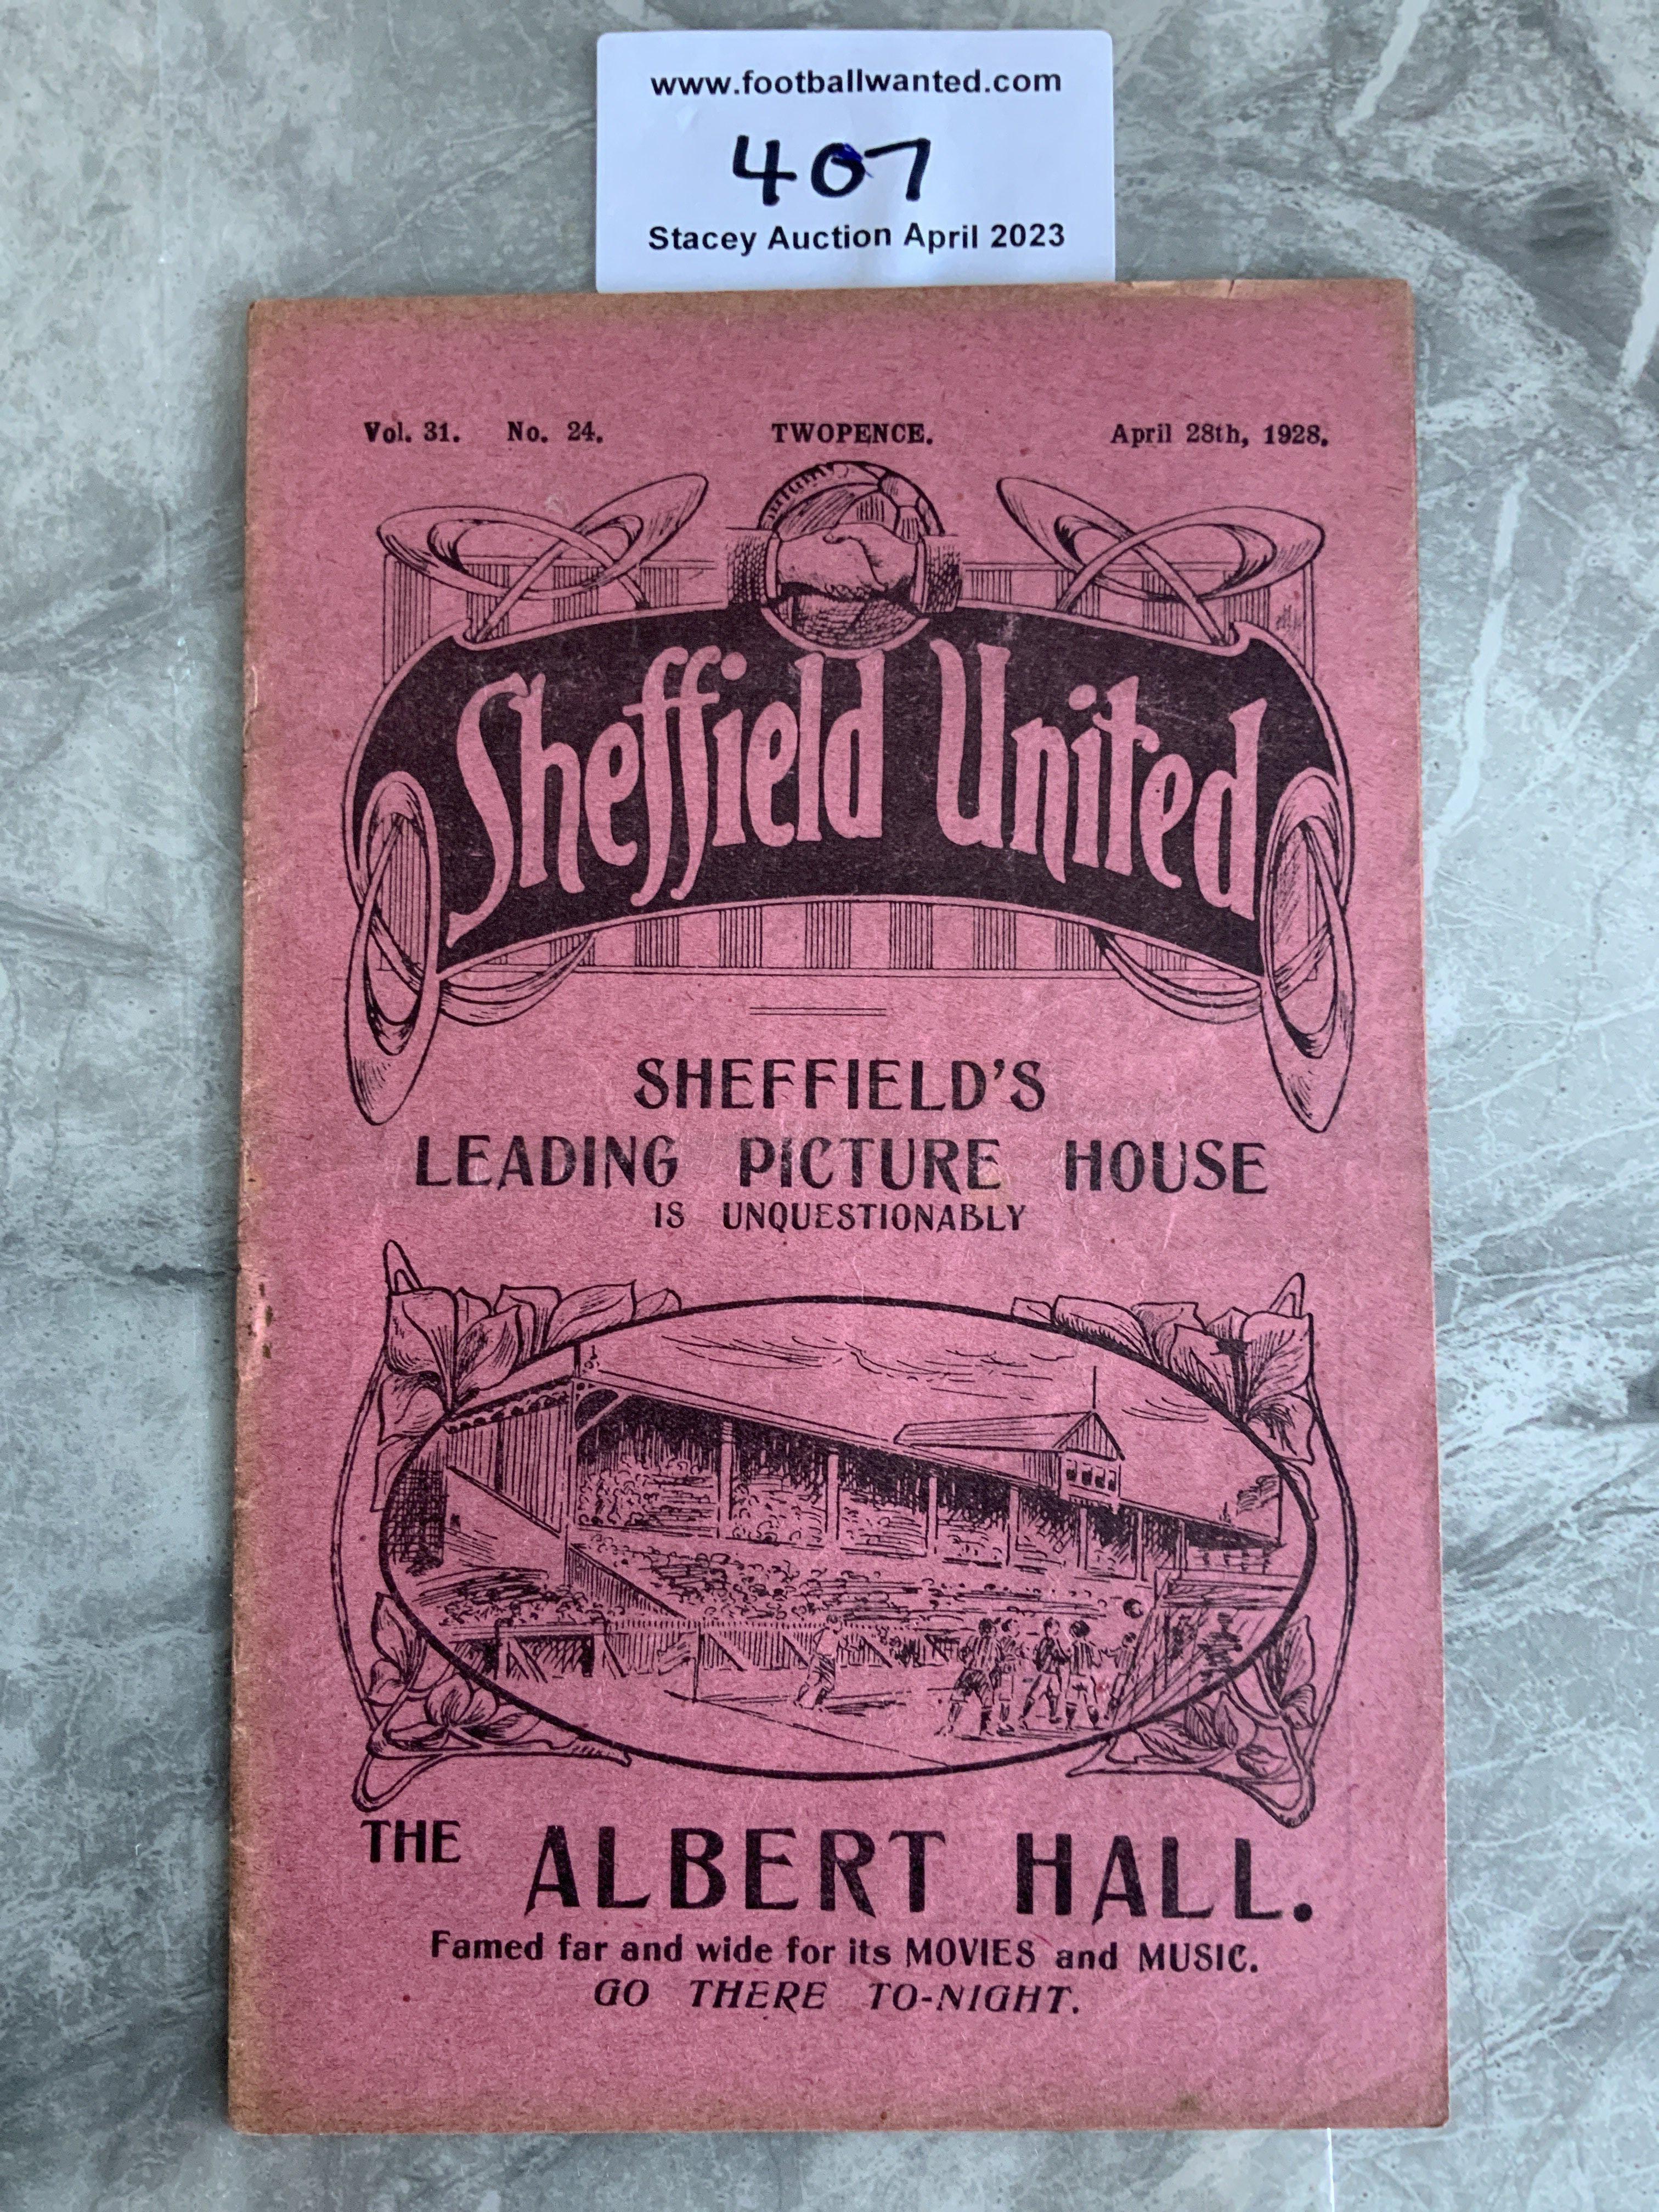 www.footballwanted.com
407
Stacey Auction April 2023
Vol. 31. No. 24. TWOPENCE. April 28th, 1928.
Sheffield United
SHEFFIELD'S
LEADING PICTURE HOUSE
IS UNQUESTIONABLY
THE ALBERT HALL.
Famed far and wide for its MOVIES and MUSIC.
GO THERE TO-NIGHT.